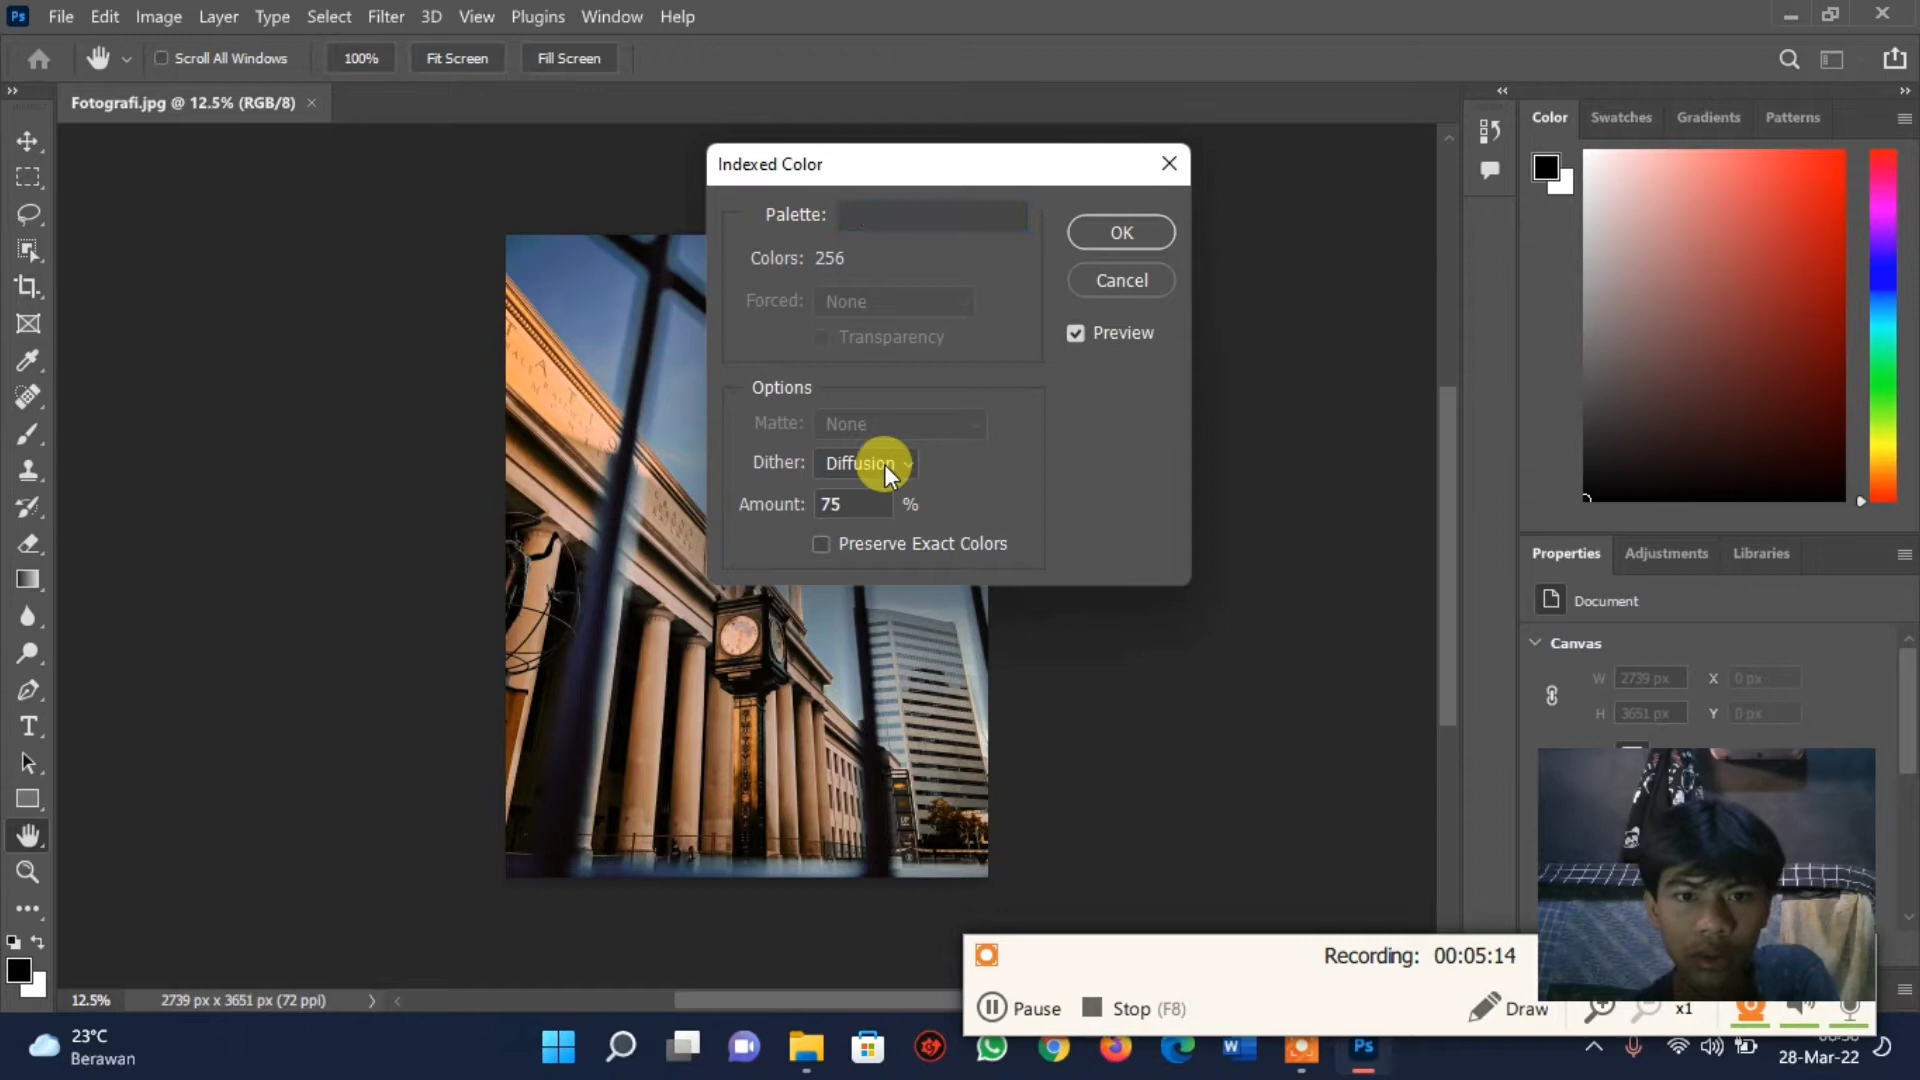 Ps File Edit Image Layer Type Select Filter 3D View Plugins Window Help
Scroll All Windows 100% Fit Screen Fill Screen
Fotografi.jpg @ 12.5% (RGB/8)
Color Swatches Gradients Patterns
Indexed Color
Palette:
OK
Colors: 256
Cancel
Forced: None
Transparency
Preview
Options
Matte: None
Dither: Diffusion
Amount: 75 %
Preserve Exact Colors
Properties Adjustments Libraries
Document
Canvas
W 2739 px X 0 px
H 3651 px Y 0 px
12.5% 2739 px x 3651 px (72 ppi)
Recording: 00:05:14
Pause Stop (F8) Draw x1
23°C
Berawan
W Ps
28-Mar-22